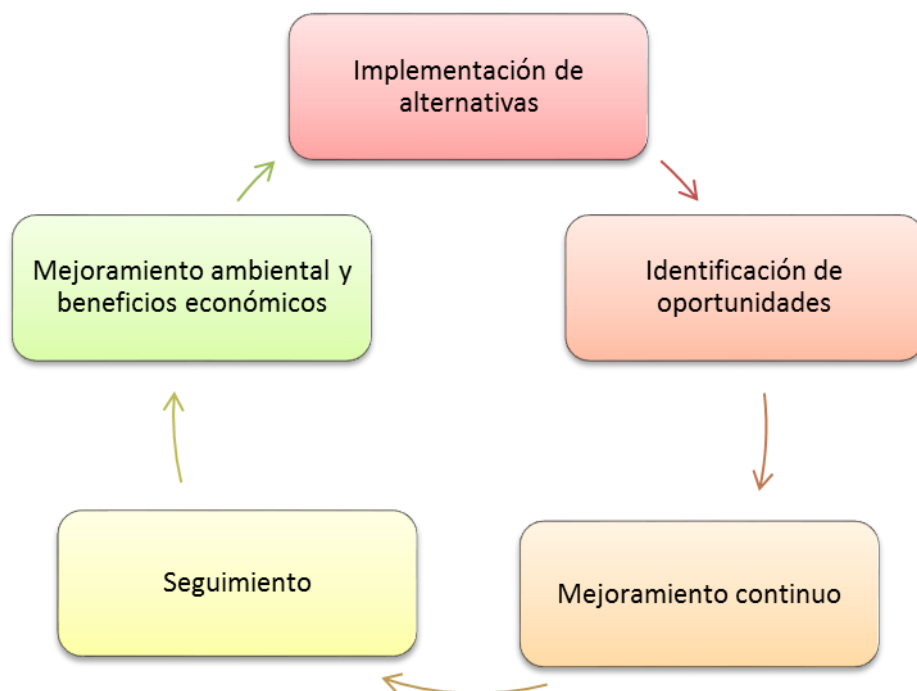 Implementación de
alternativas
Identificación de
oportunidades
Mejoramiento continuo
Seguimiento
Mejoramiento ambiental y
beneficios económicos